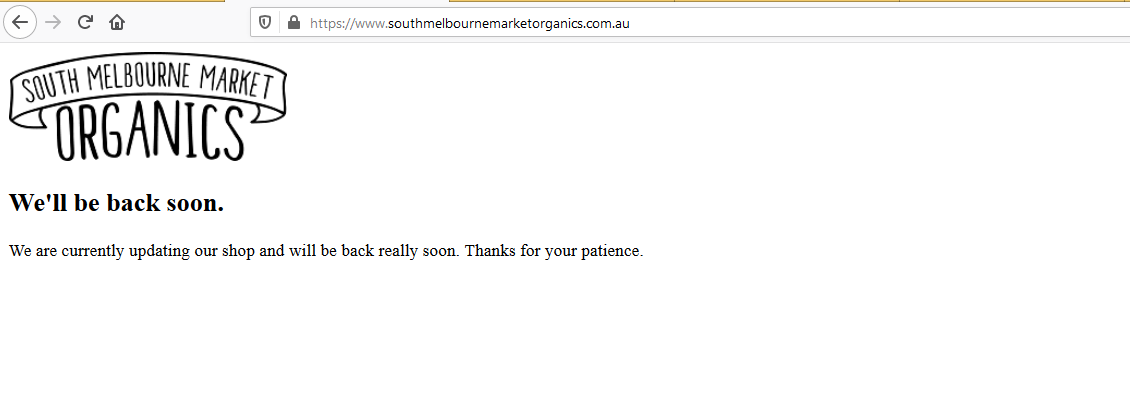 https://www.southmelbournemarketorganics.com.au
SOUTH MELBOURNE MARKET
ORGANICS
We'll be back soon.
We are currently updating our shop and will be back really soon. Thanks for your patience.